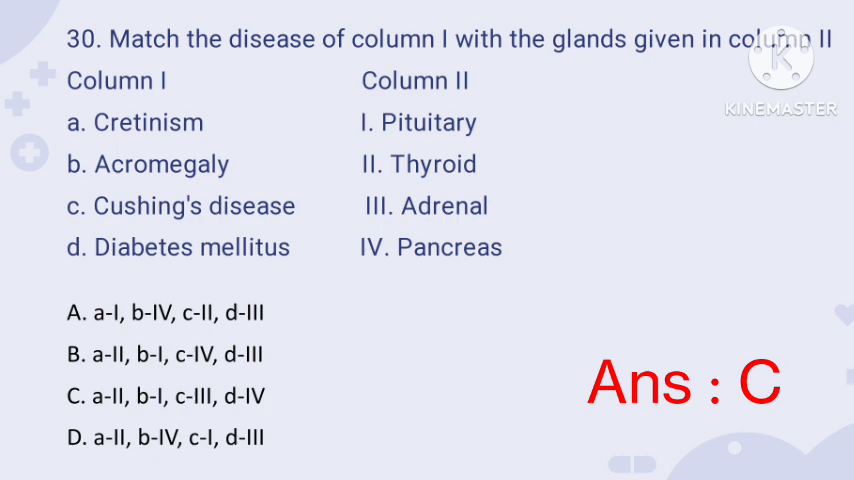 30. Match the disease of column I with the glands given in column II
KINEMASTER
Column I Column II
a. Cretinism I. Pituitary
b. Acromegaly II. Thyroid
c. Cushing's disease III. Adrenal
d. Diabetes mellitus IV. Pancreas
A. a-I, b-IV, c-II, d-III
B. a-II, b-I, c-IV, d-III
C. a-II, b-I, c-III, d-IV
D. a-II, b-IV, c-I, d-III
Ans : C